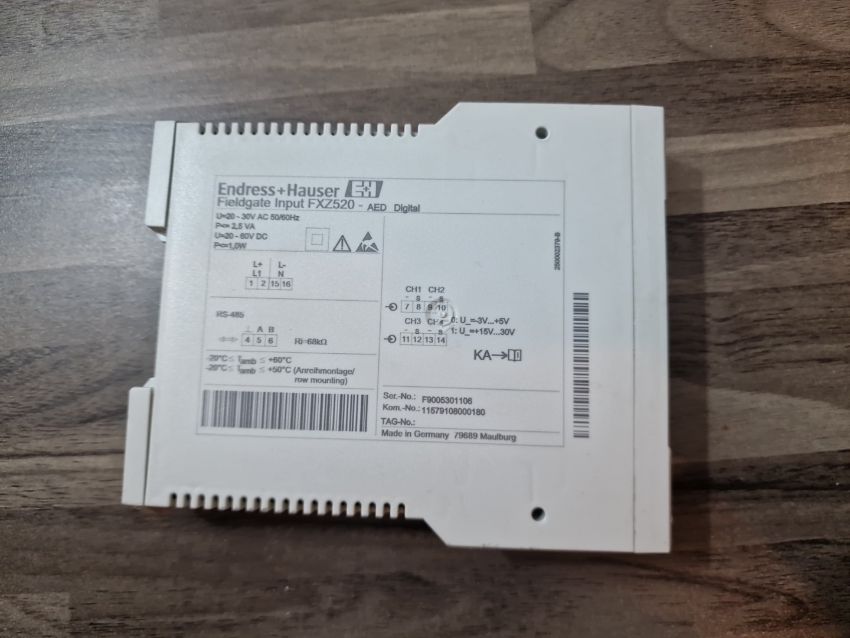 Endress+Hauser E+H
Fieldgate Input FXZ520 - AED Digital
U=20 - 30V AC 50/60Hz
P<= 2,5 VA
U=20 - 60V DC
P<=1,0W
L+ L-
L1 N
1 2 15 16
RS-485
⊥ A B
4 5 6 Ri=68kΩ
-20°C ≤ Tamb ≤ +60°C
-20°C ≤ Tamb ≤ +50°C (Anreihmontage/
row mounting)
CH1 CH2
- s - s
7 8 9 10
CH3 CH4
- s - s
11 12 13 14
0: U_=-3V...+5V
1: U_=+15V...30V
KA→
Ser.-No.: F9005301106
Kom.-No.: 11579108000180
TAG-No.:
Made in Germany 79689 Maulburg
250002379-B